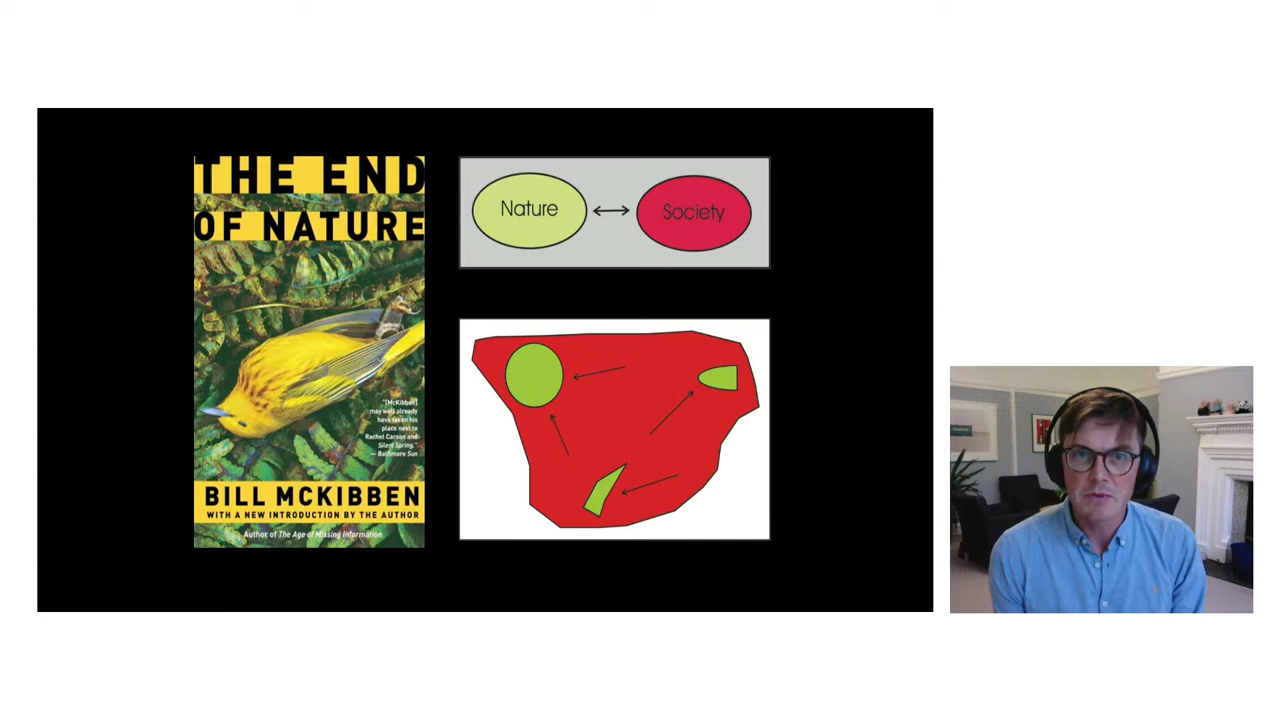 THE END
OF NATURE
"[McKibben]
may well already
have taken his
place next to
Rachel Carson and
Silent Spring."
— Baltimore Sun
BILL MCKIBBEN
WITH A NEW INTRODUCTION BY THE AUTHOR
Author of The Age of Missing Information
Nature
Society